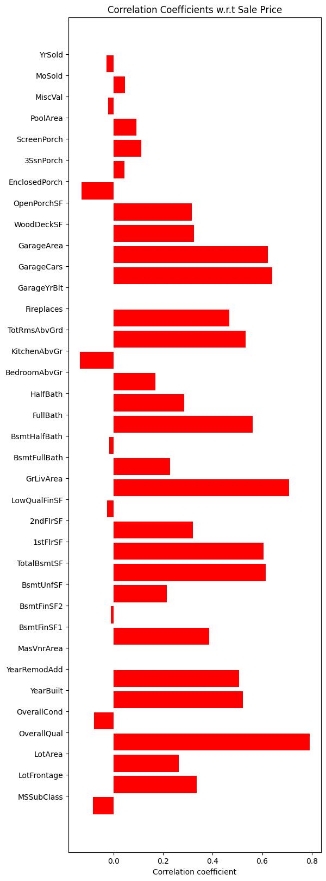 Correlation Coefficients w.r.t Sale Price
YrSold
MoSold
MiscVal
PoolArea
ScreenPorch
3SsnPorch
EnclosedPorch
OpenPorchSF
WoodDeckSF
GarageArea
GarageCars
GarageYrBlt
Fireplaces
TotRmsAbvGrd
KitchenAbvGr
BedroomAbvGr
HalfBath
FullBath
BsmtHalfBath
BsmtFullBath
GrLivArea
LowQualFinSF
2ndFlrSF
1stFlrSF
TotalBsmtSF
BsmtUnfSF
BsmtFinSF2
BsmtFinSF1
MasVnrArea
YearRemodAdd
YearBuilt
OverallCond
OverallQual
LotArea
LotFrontage
MSSubClass
0.0 0.2 0.4 0.6 0.8
Correlation coefficient